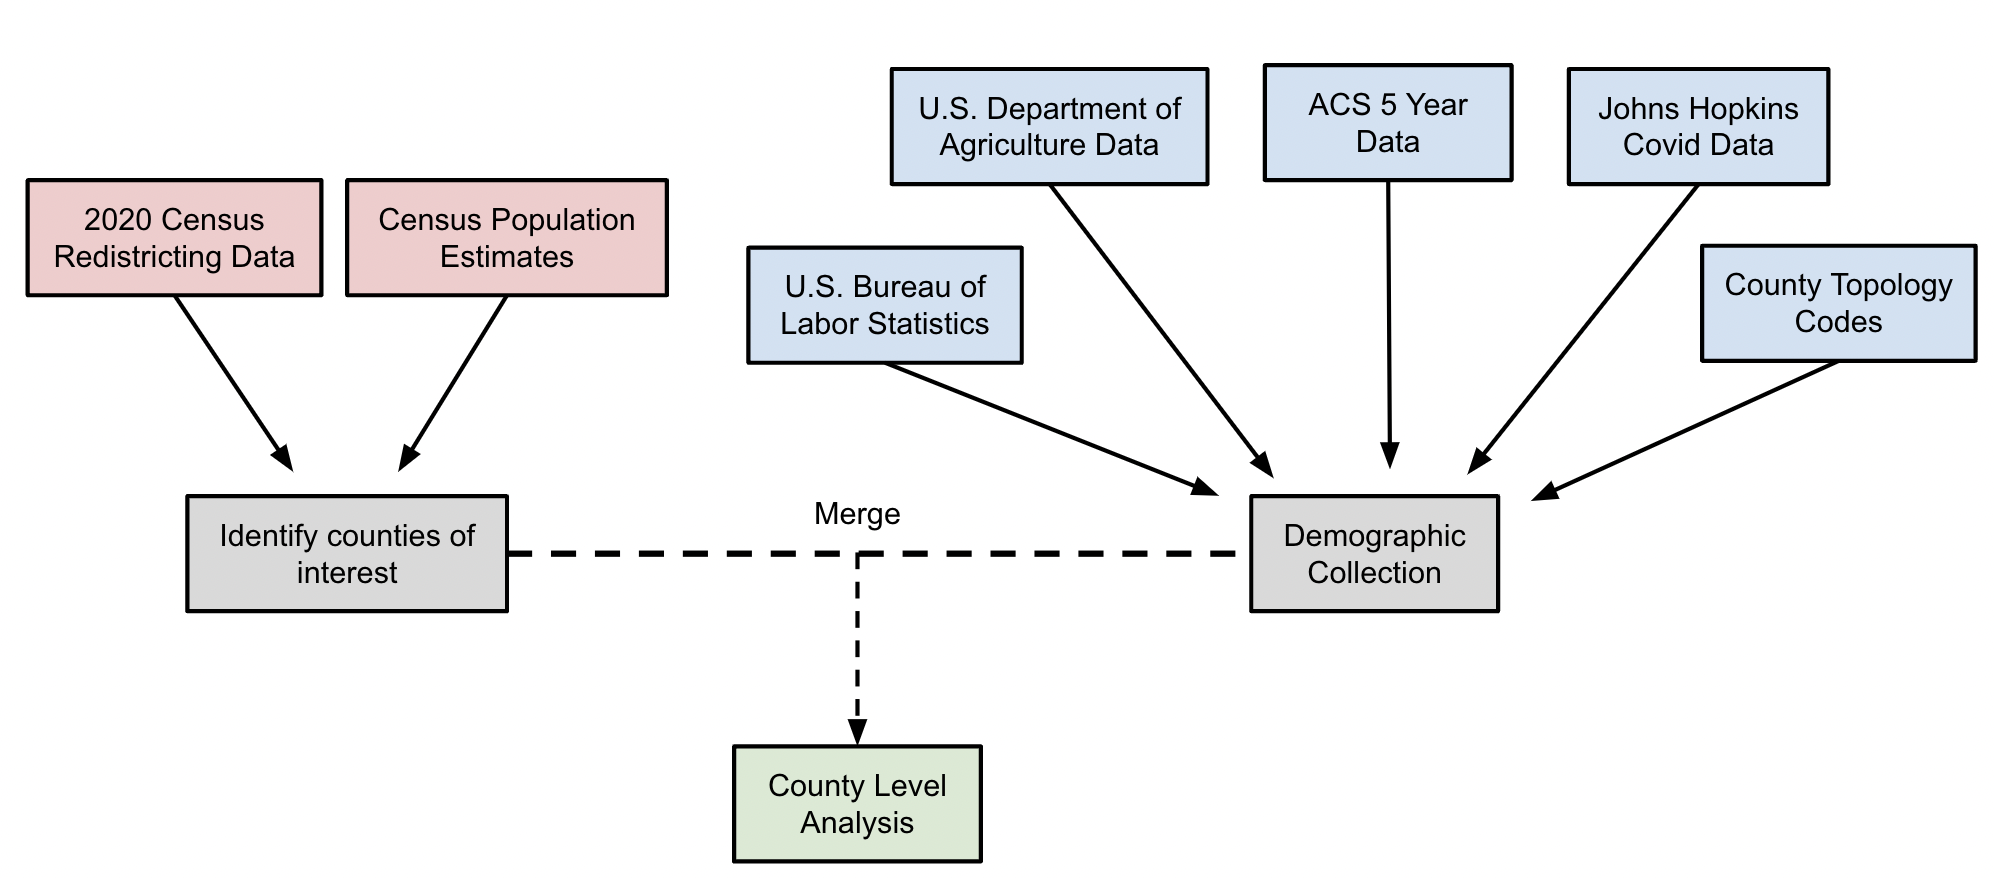 U.S. Department of
Agriculture Data
ACS 5 Year
Data
Johns Hopkins
Covid Data
2020 Census
Redistricting Data
Census Population
Estimates
U.S. Bureau of
Labor Statistics
County Topology
Codes
Identify counties of
interest
Merge
Demographic
Collection
County Level
Analysis